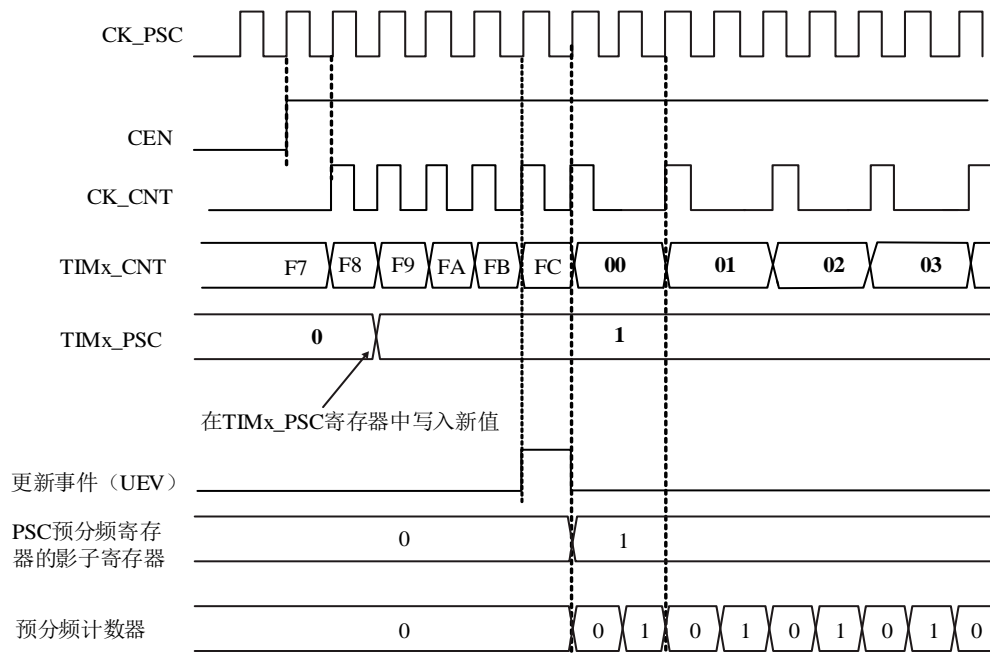 CK_PSC
CEN
CK_CNT
TIMx_CNT F7 F8 F9 FA FB FC 00 01 02 03
TIMx_PSC 0 1
在TIMx_PSC寄存器中写入新值
更新事件（UEV）
PSC预分频寄存
器的影子寄存器 0 1
预分频计数器 0 0 1 0 1 0 1 0 1 0